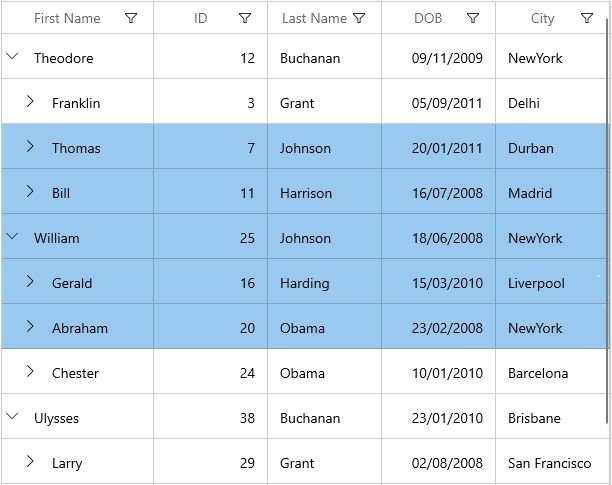 First Name ID Last Name DOB City
Theodore 12 Buchanan 09/11/2009 NewYork
Franklin 3 Grant 05/09/2011 Delhi
Thomas 7 Johnson 20/01/2011 Durban
Bill 11 Harrison 16/07/2008 Madrid
William 25 Johnson 18/06/2008 NewYork
Gerald 16 Harding 15/03/2010 Liverpool
Abraham 20 Obama 23/02/2008 NewYork
Chester 24 Obama 10/01/2010 Barcelona
Ulysses 38 Buchanan 23/01/2010 Brisbane
Larry 29 Grant 02/08/2008 San Francisco